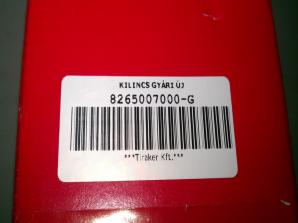 KILINCS GYÁRI ÚJ
8265007000-G
***Tiraker Kft.***